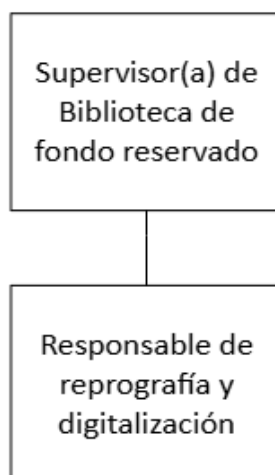 Supervisor(a) de
Biblioteca de
fondo reservado
Responsable de
reprografía y
digitalización